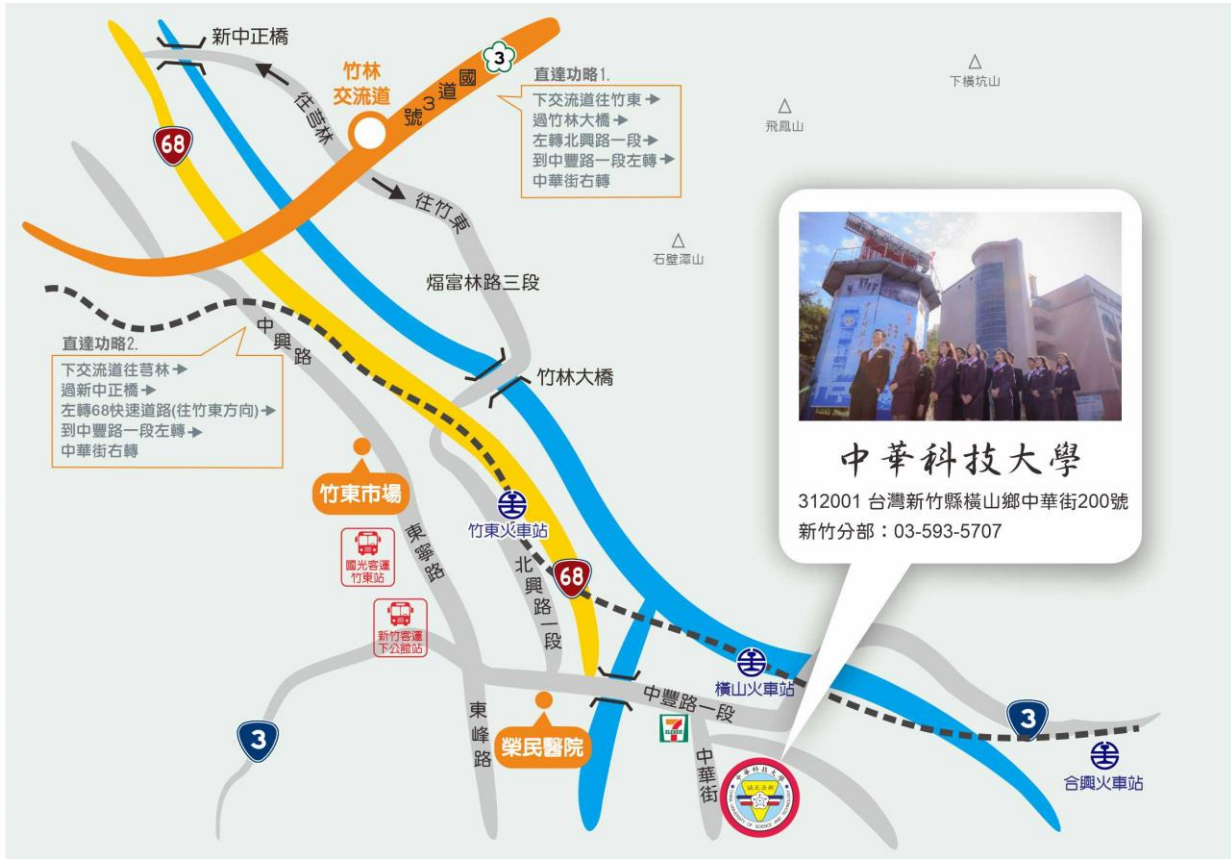 新中正橋
竹林
交流道
國道3號
3
往芎林
往竹東
68
直達功略1.
下交流道往竹東
過竹林大橋
左轉北興路一段
到中豐路一段左轉
中華街右轉
下橫坑山
飛鳳山
石壁潭山
熰富林路三段
中興路
直達功略2.
下交流道往芎林
過新中正橋
左轉68快速道路(往竹東方向)
到中豐路一段左轉
中華街右轉
竹林大橋
竹東市場
國光客運
竹東站
新竹客運
下公館站
東寧路
竹東火車站
北興路一段
68
中華科技大學
312001 台灣新竹縣橫山鄉中華街200號
新竹分部：03-593-5707
橫山火車站
中豐路一段
7
ELEVEN
榮民醫院
東峰路
3
中華街
中華科技大學
3
合興火車站